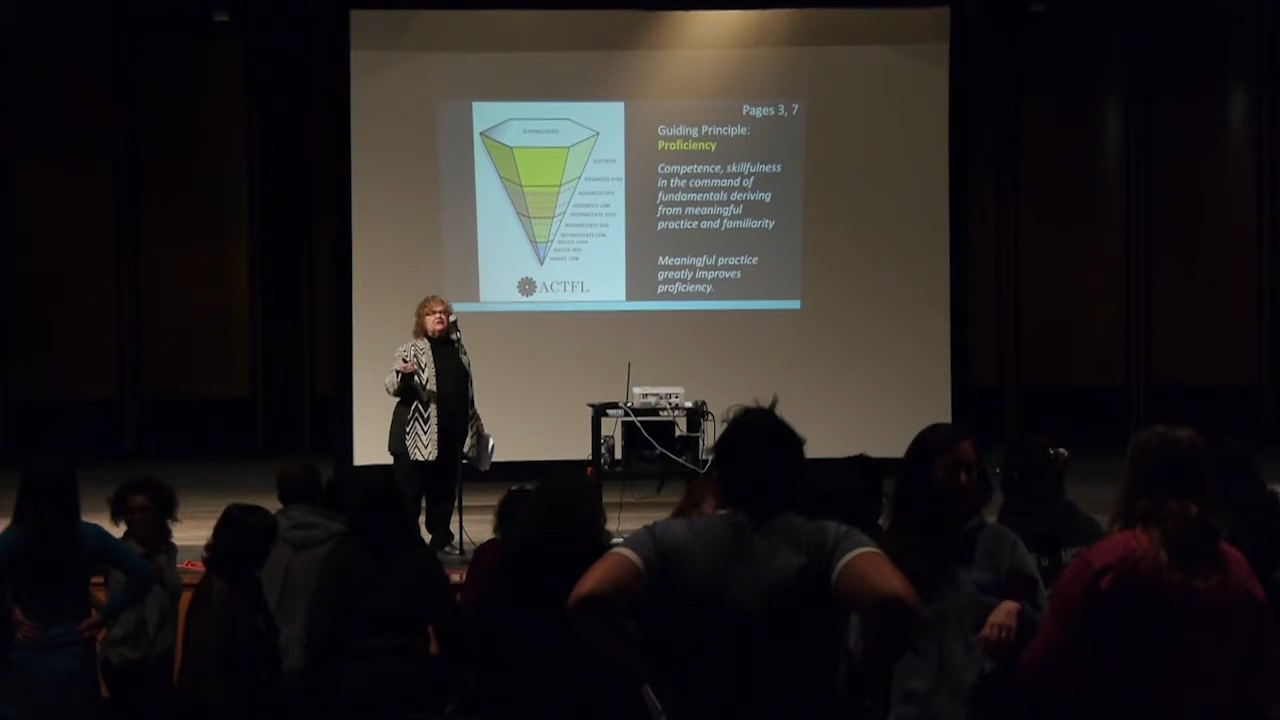 Pages 3, 7
Guiding Principle:
Proficiency
Competence, skillfulness
in the command of
fundamentals deriving
from meaningful
practice and familiarity
Meaningful practice
greatly improves
proficiency.
DISTINGUISHED
SUPERIOR
ADVANCED HIGH
ADVANCED MID
ADVANCED LOW
INTERMEDIATE HIGH
INTERMEDIATE MID
INTERMEDIATE LOW
NOVICE HIGH
NOVICE MID
NOVICE LOW
ACTFL